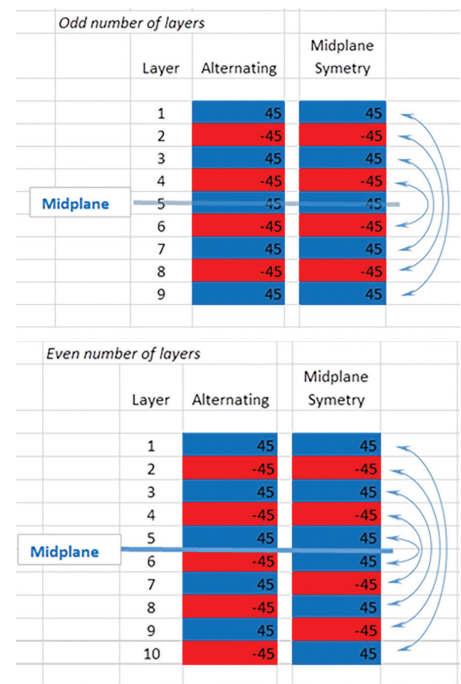 Odd number of layers
Midplane
Layer Alternating Symetry
1 45 45
2 -45 -45
3 45 45
4 -45 -45
Midplane 5 45 45
6 -45 -45
7 45 45
8 -45 -45
9 45 45
Even number of layers
Midplane
Layer Alternating Symetry
1 45 45
2 -45 -45
3 45 45
4 -45 -45
5 45 45
Midplane
6 -45 45
7 45 -45
8 -45 45
9 45 -45
10 -45 45